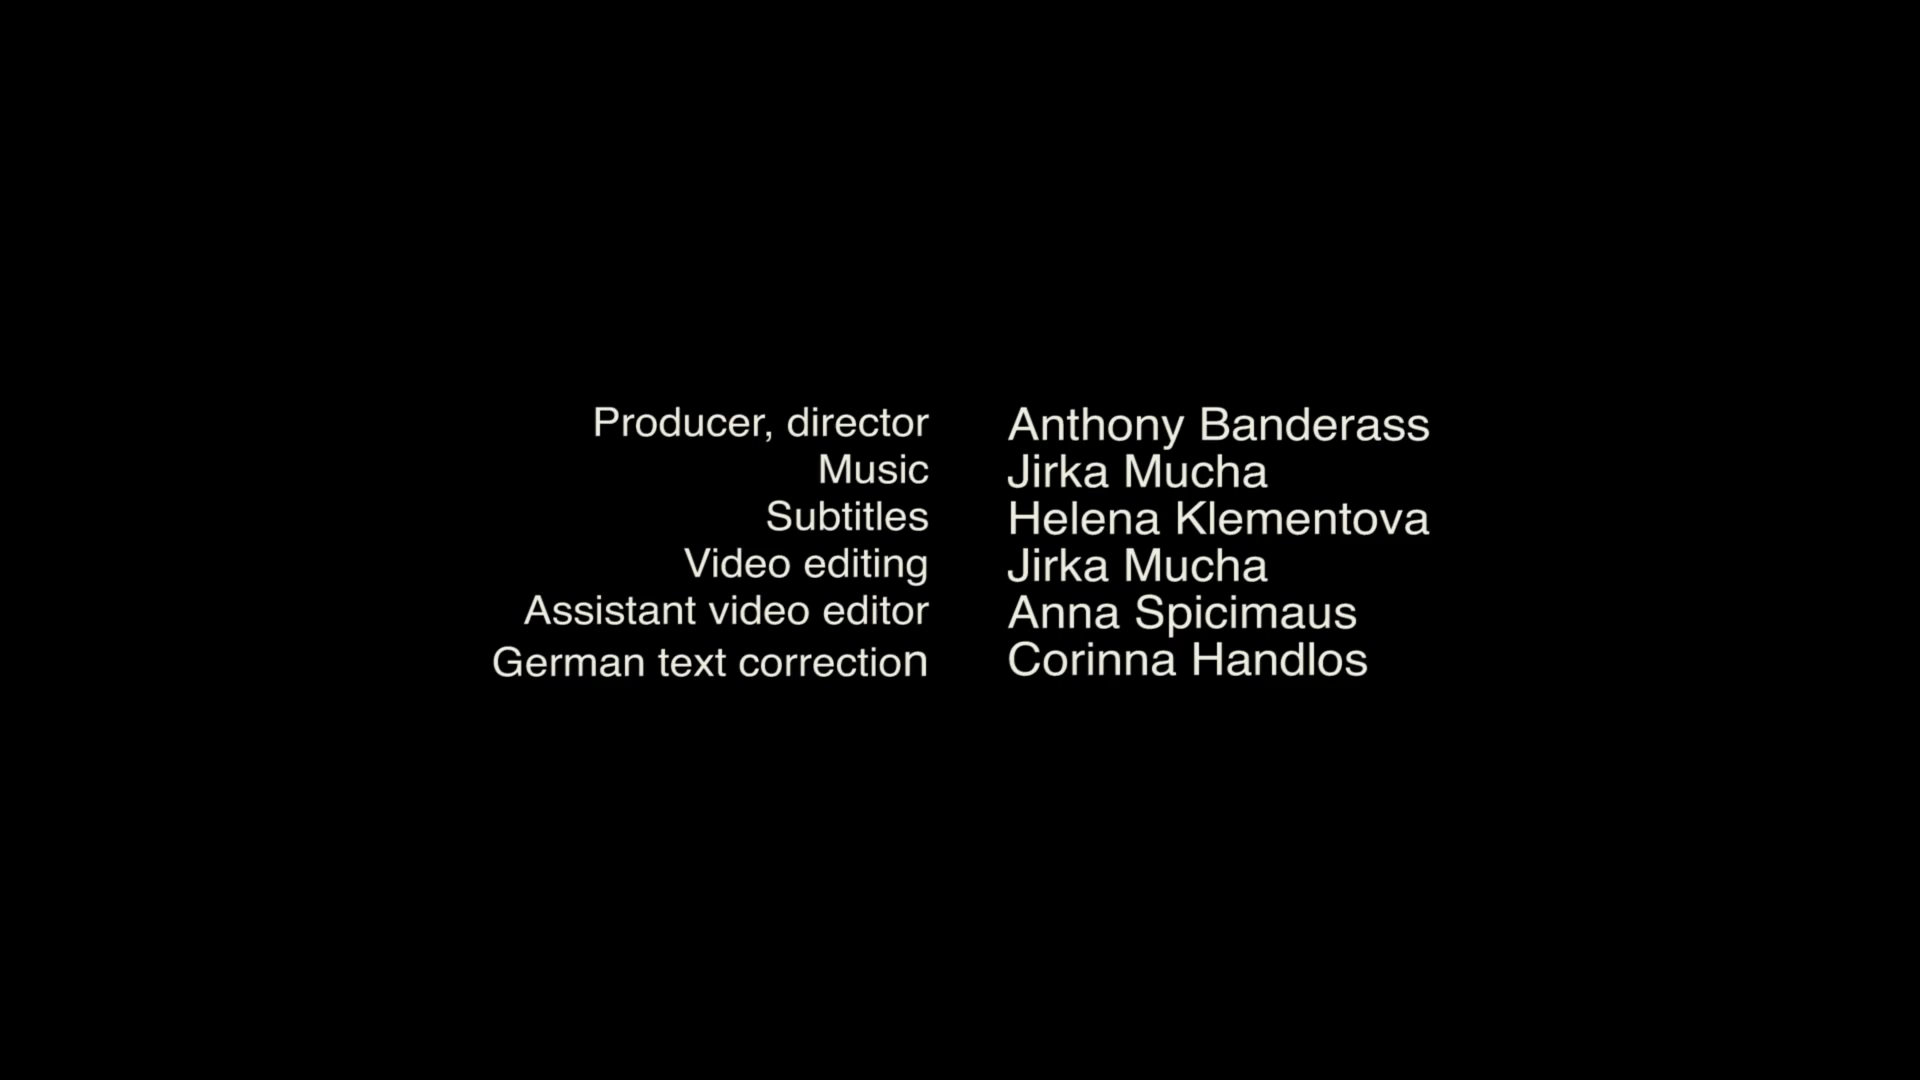 Producer, director Anthony Banderass
Music Jirka Mucha
Subtitles Helena Klementova
Video editing Jirka Mucha
Assistant video editor Anna Spicimaus
German text correction Corinna Handlos